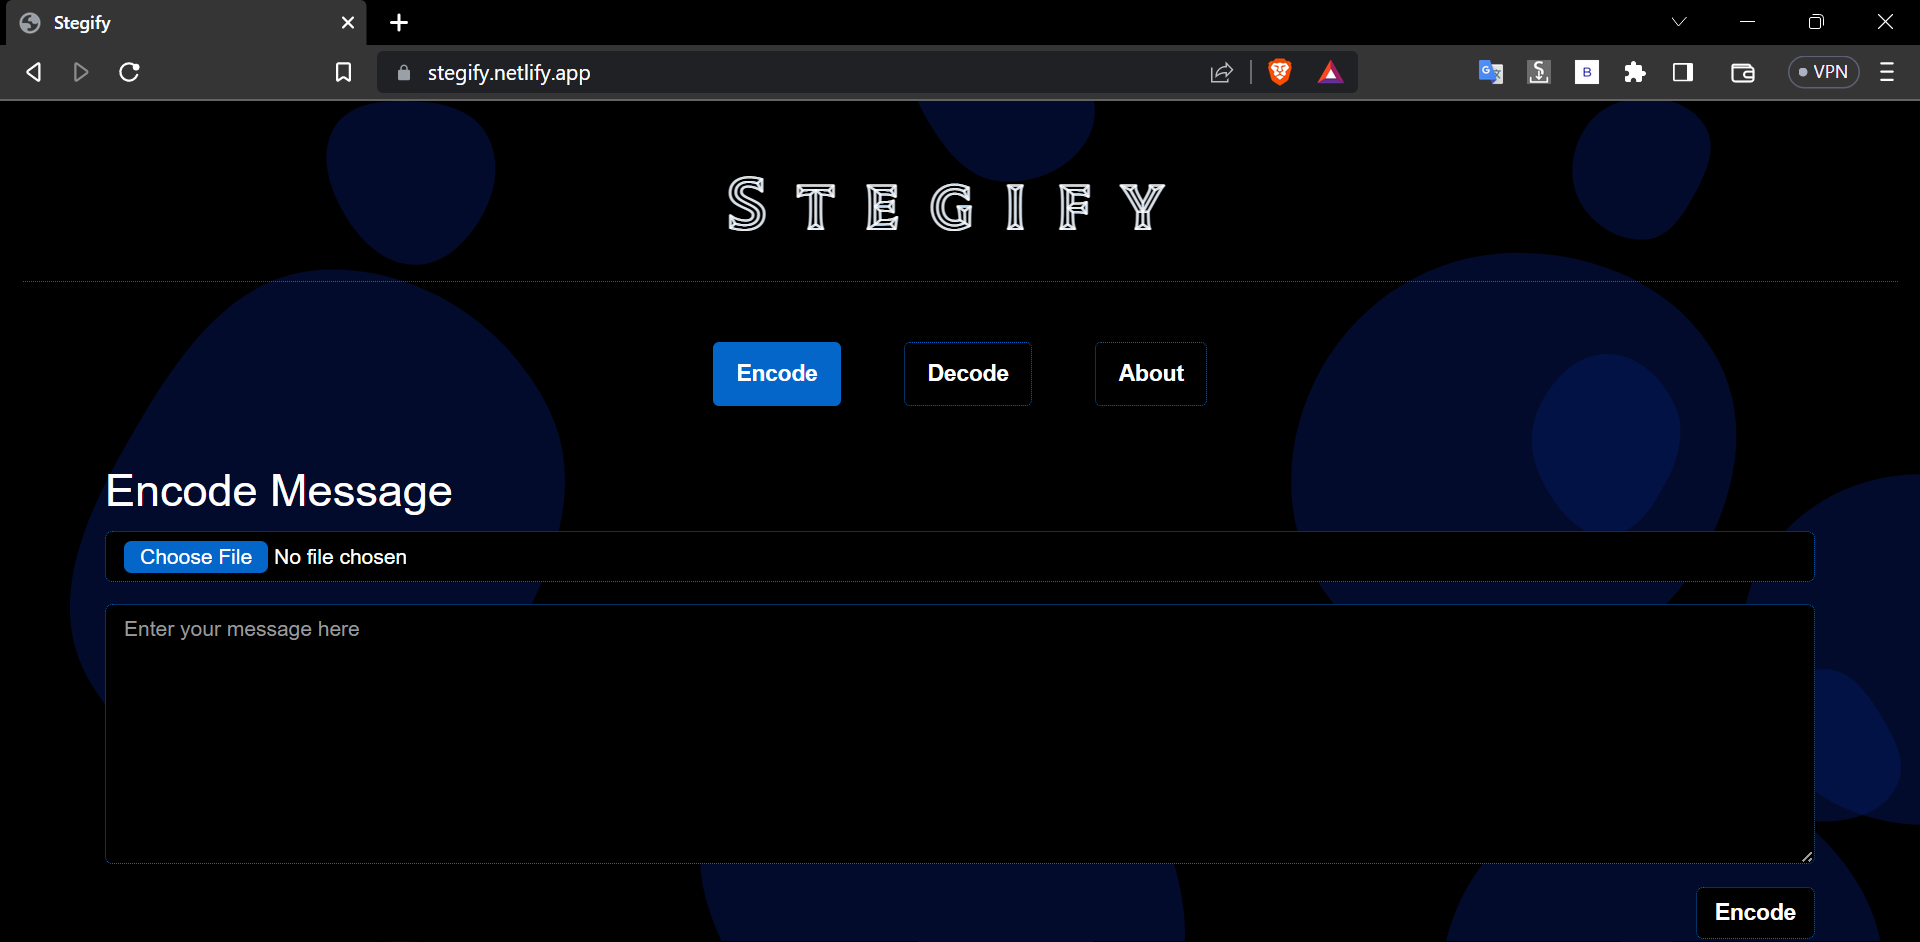 Stegify
stegify.netlify.app
VPN
STEGIFY
Encode
Decode
About
Encode Message
Choose File No file chosen
Enter your message here
Encode